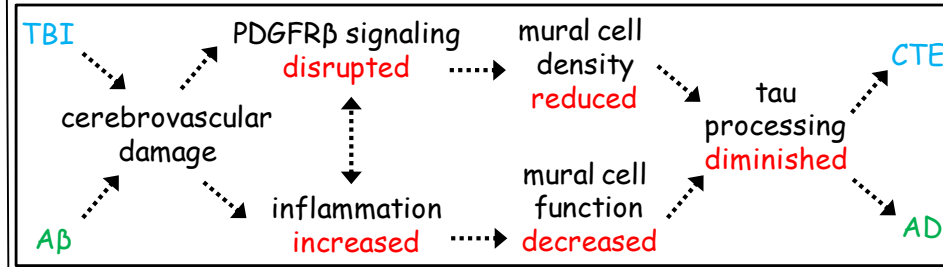 TBI
Aβ
cerebrovascular
damage
PDGFRβ signaling
disrupted
inflammation
increased
mural cell
density
reduced
mural cell
function
decreased
tau
processing
diminished
CTE
AD